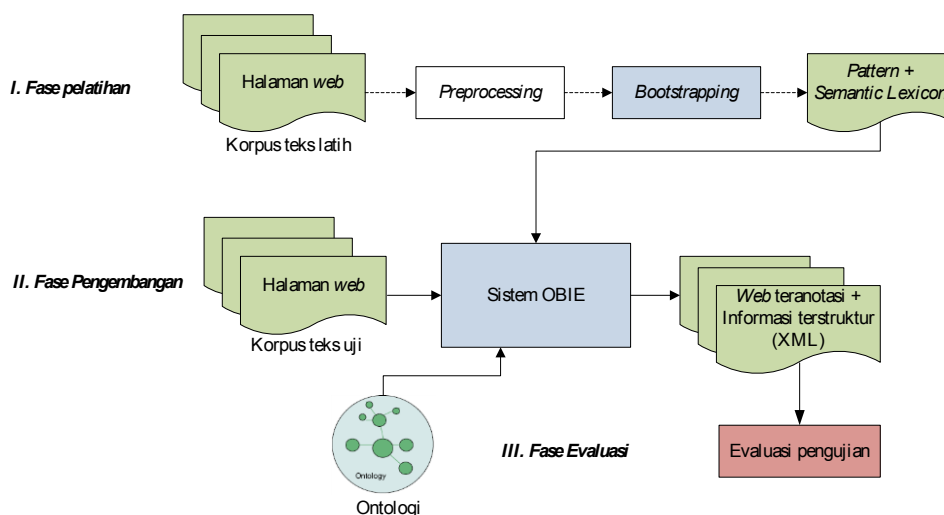 I. Fase pelatihan
Halaman web
Korpus teks latih
Preprocessing
Bootstrapping
Pattern +
Semantic Lexicon
II. Fase Pengembangan
Halaman web
Korpus teks uji
Sistem OBIE
Web teranotasi +
Informasi terstruktur
(XML)
Ontology
Ontologi
III. Fase Evaluasi
Evaluasi pengujian